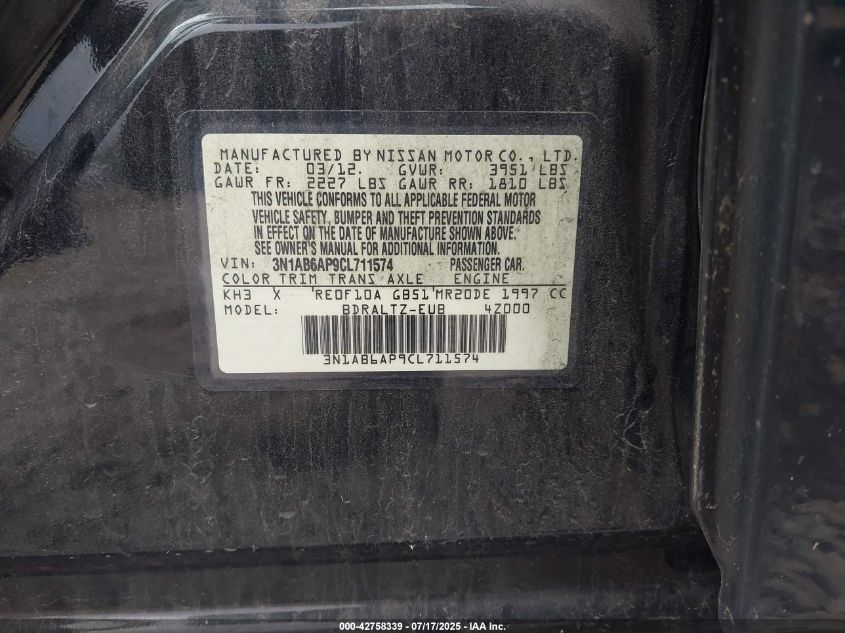 MANUFACTURED BY NISSAN MOTOR CO., LTD.
DATE: 03/12. GVWR: 3951 LBS
GAWR FR: 2227 LBS GAWR RR: 1810 LBS
THIS VEHICLE CONFORMS TO ALL APPLICABLE FEDERAL MOTOR
VEHICLE SAFETY, BUMPER AND THEFT PREVENTION STANDARDS
IN EFFECT ON THE DATE OF MANUFACTURE SHOWN ABOVE.
SEE OWNER'S MANUAL FOR ADDITIONAL INFORMATION.
VIN: 3N1AB6AP9CL711574 PASSENGER CAR.
COLOR TRIM TRANS AXLE ENGINE
KH3 X RE0F10A GB51 MR20DE 1997 CC
MODEL: BDRALTZ-EUB 4Z000
3N1AB6AP9CL711574
000-42758339 - 07/17/2025 - IAA Inc.